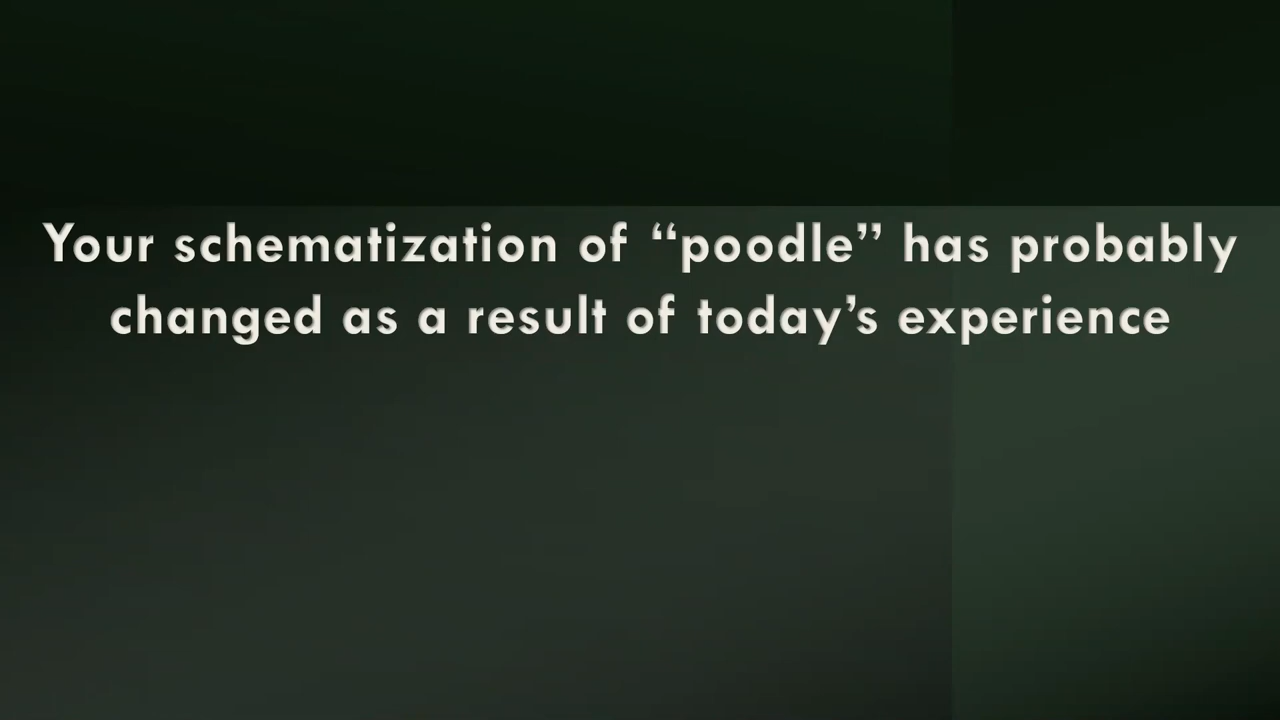 Your schematization of “poodle” has probably
changed as a result of today’s experience